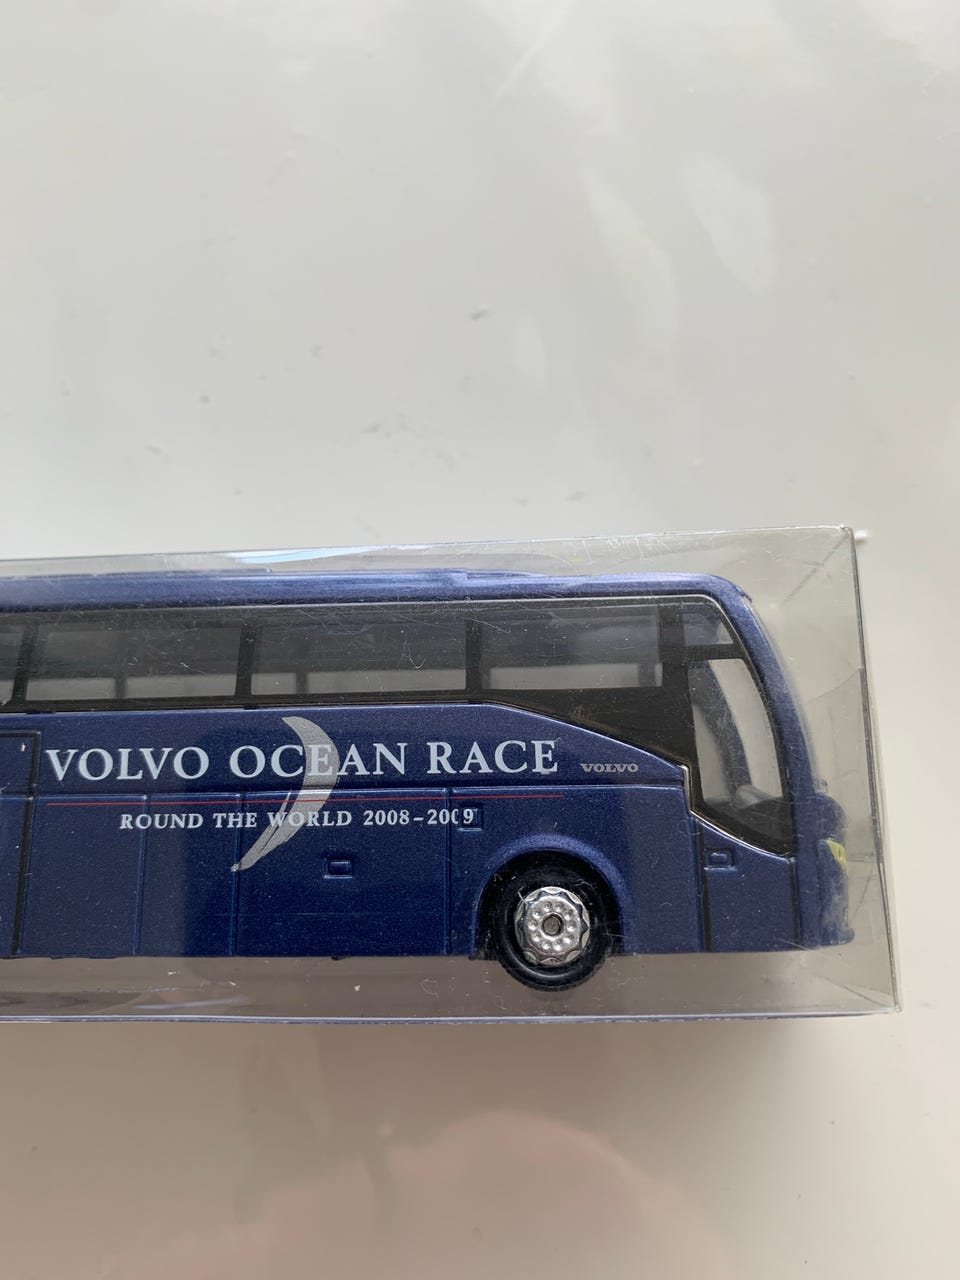 VOLVO OCEAN RACE
VOLVO
ROUND THE WORLD 2008-2009